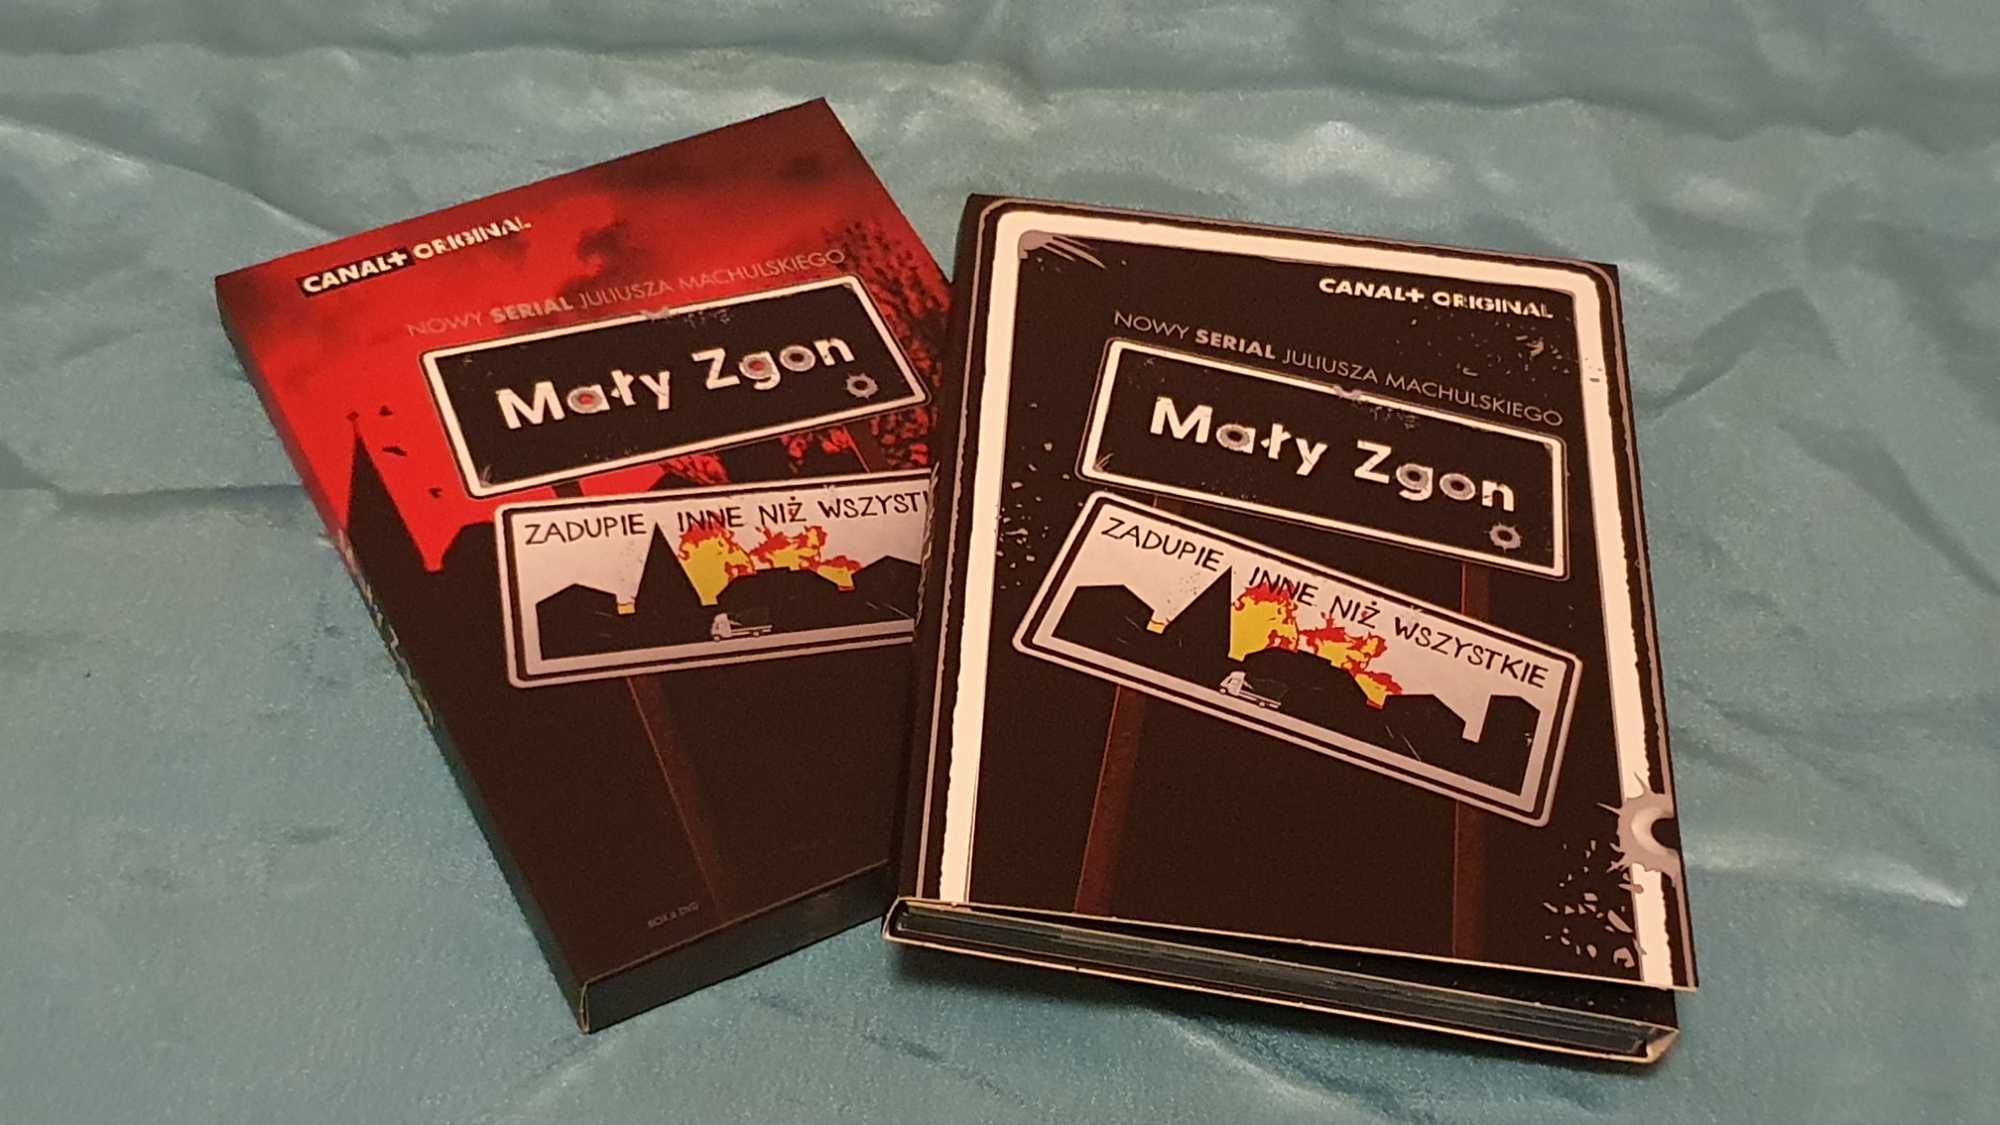 CANAL+ ORIGINAL
NOWY SERIAL JULIUSZA MACHULSKIEGO
Mały Zgon
ZADUPIE INNE NIŻ WSZYST
CANAL+ ORIGINAL
NOWY SERIAL JULIUSZA MACHULSKIEGO
Mały Zgon
ZADUPIE INNE NIŻ WSZYSTKIE